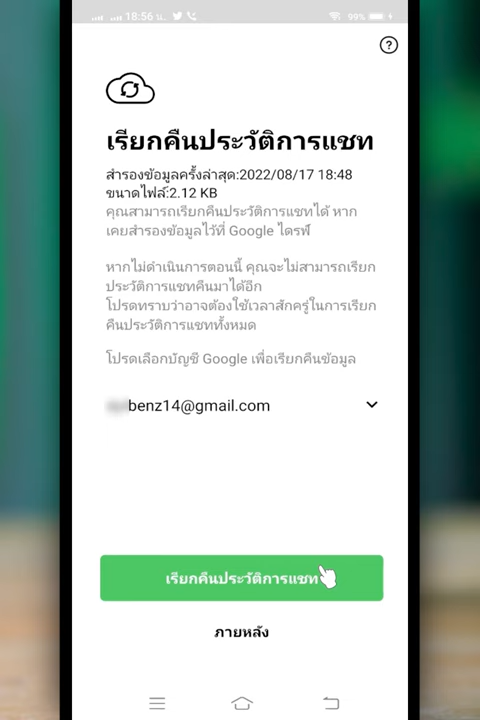 18:56 น.
99%
?
เรียกคืนประวัติการแชท
สำรองข้อมูลครั้งล่าสุด:2022/08/17 18:48
ขนาดไฟล์:2.12 KB
คุณสามารถเรียกคืนประวัติการแชทได้ หาก
เคยสำรองข้อมูลไว้ที่ Google ไดรฟ์
หากไม่ดำเนินการตอนนี้ คุณจะไม่สามารถเรียก
ประวัติการแชทคืนมาได้อีก
โปรดทราบว่าอาจต้องใช้เวลาสักครู่ในการเรียก
คืนประวัติการแชททั้งหมด
โปรดเลือกบัญชี Google เพื่อเรียกคืนข้อมูล
benz14@gmail.com
เรียกคืนประวัติการแชท
ภายหลัง